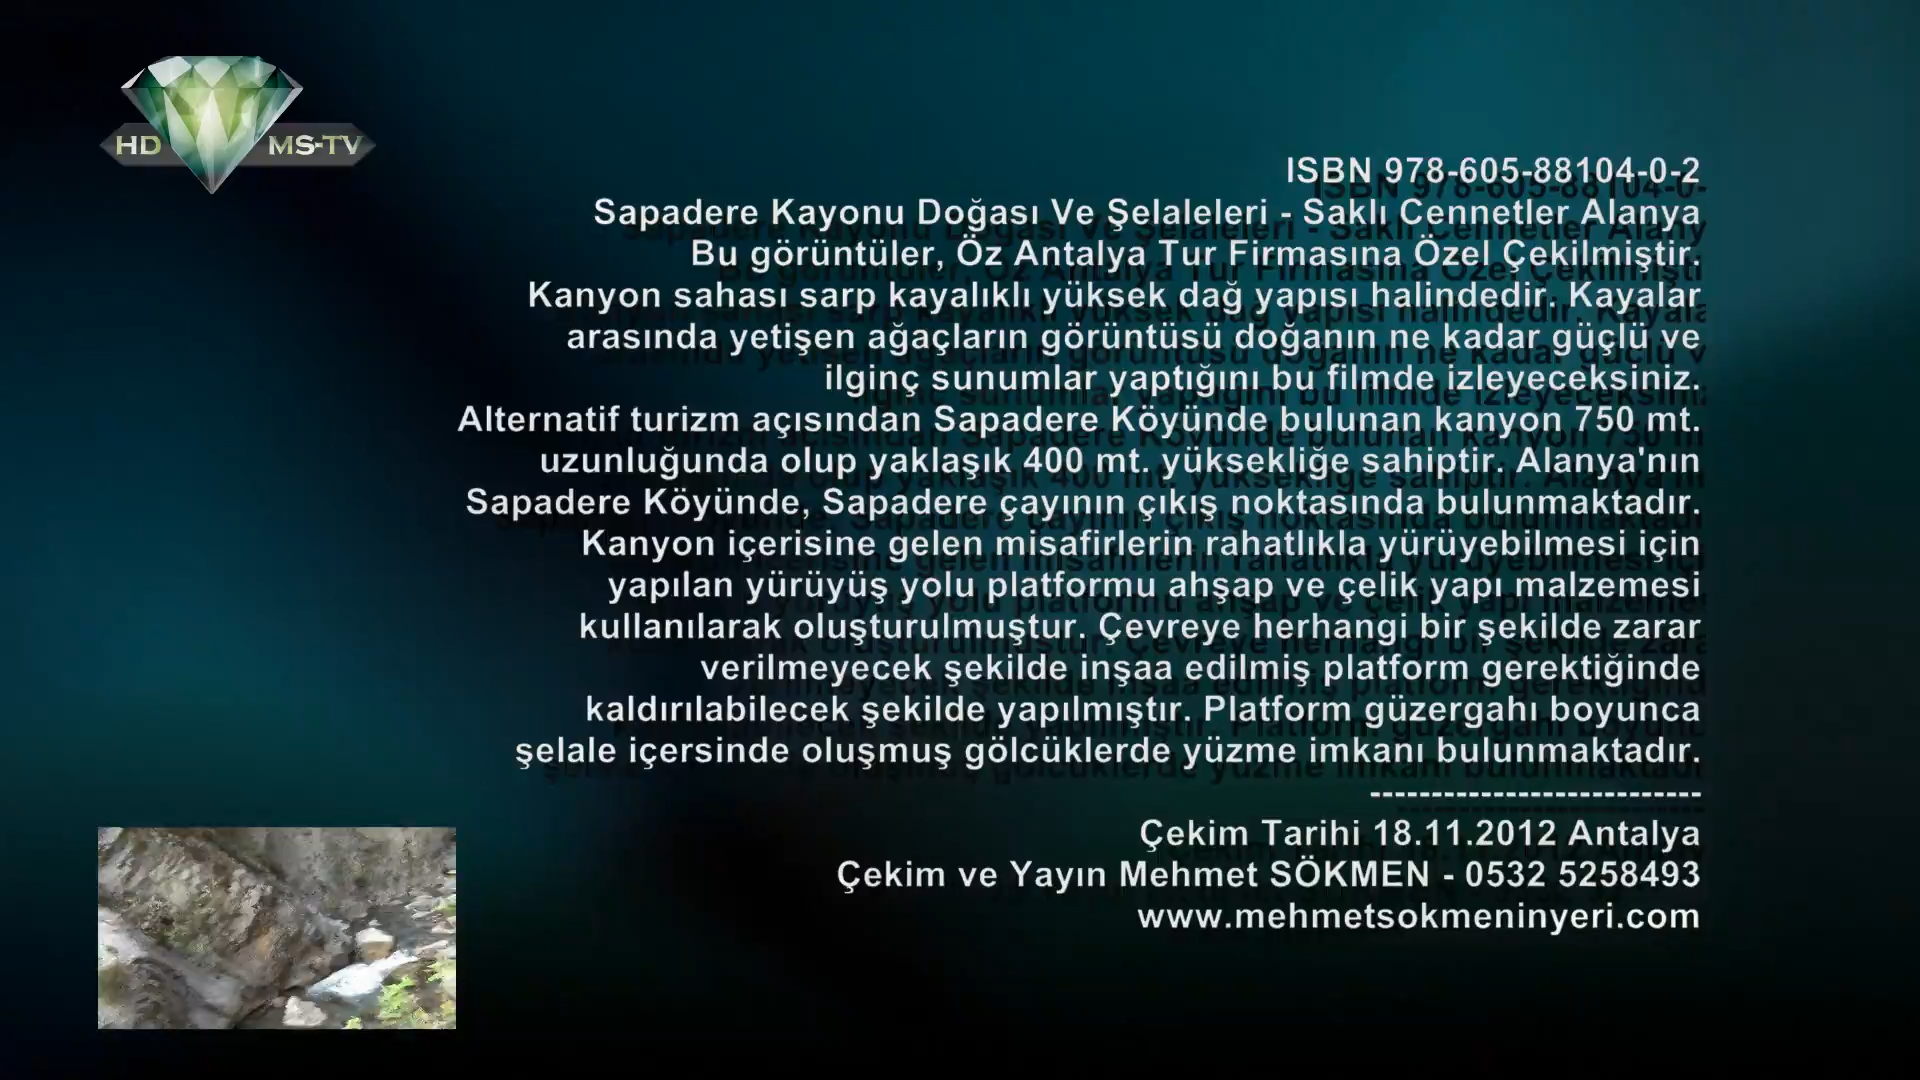 HD MS-TV
ISBN 978-605-88104-0-2
Sapadere Kayonu Doğası Ve Şelaleleri - Saklı Cennetler Alanya
Bu görüntüler, Öz Antalya Tur Firmasına Özel Çekilmiştir.
Kanyon sahası sarp kayalıklı yüksek dağ yapısı halindedir. Kayalar
arasında yetişen ağaçların görüntüsü doğanın ne kadar güçlü ve
ilginç sunumlar yaptığını bu filmde izleyeceksiniz.
Alternatif turizm açısından Sapadere Köyünde bulunan kanyon 750 mt.
uzunluğunda olup yaklaşık 400 mt. yüksekliğe sahiptir. Alanya'nın
Sapadere Köyünde, Sapadere çayının çıkış noktasında bulunmaktadır.
Kanyon içerisine gelen misafirlerin rahatlıkla yürüyebilmesi için
yapılan yürüyüş yolu platformu ahşap ve çelik yapı malzemesi
kullanılarak oluşturulmuştur. Çevreye herhangi bir şekilde zarar
verilmeyecek şekilde inşaa edilmiş platform gerektiğinde
kaldırılabilecek şekilde yapılmıştır. Platform güzergahı boyunca
şelale içersinde oluşmuş gölcüklerde yüzme imkanı bulunmaktadır.
---------------------------
Çekim Tarihi 18.11.2012 Antalya
Çekim ve Yayın Mehmet SÖKMEN - 0532 5258493
www.mehmetsokmeninyeri.com